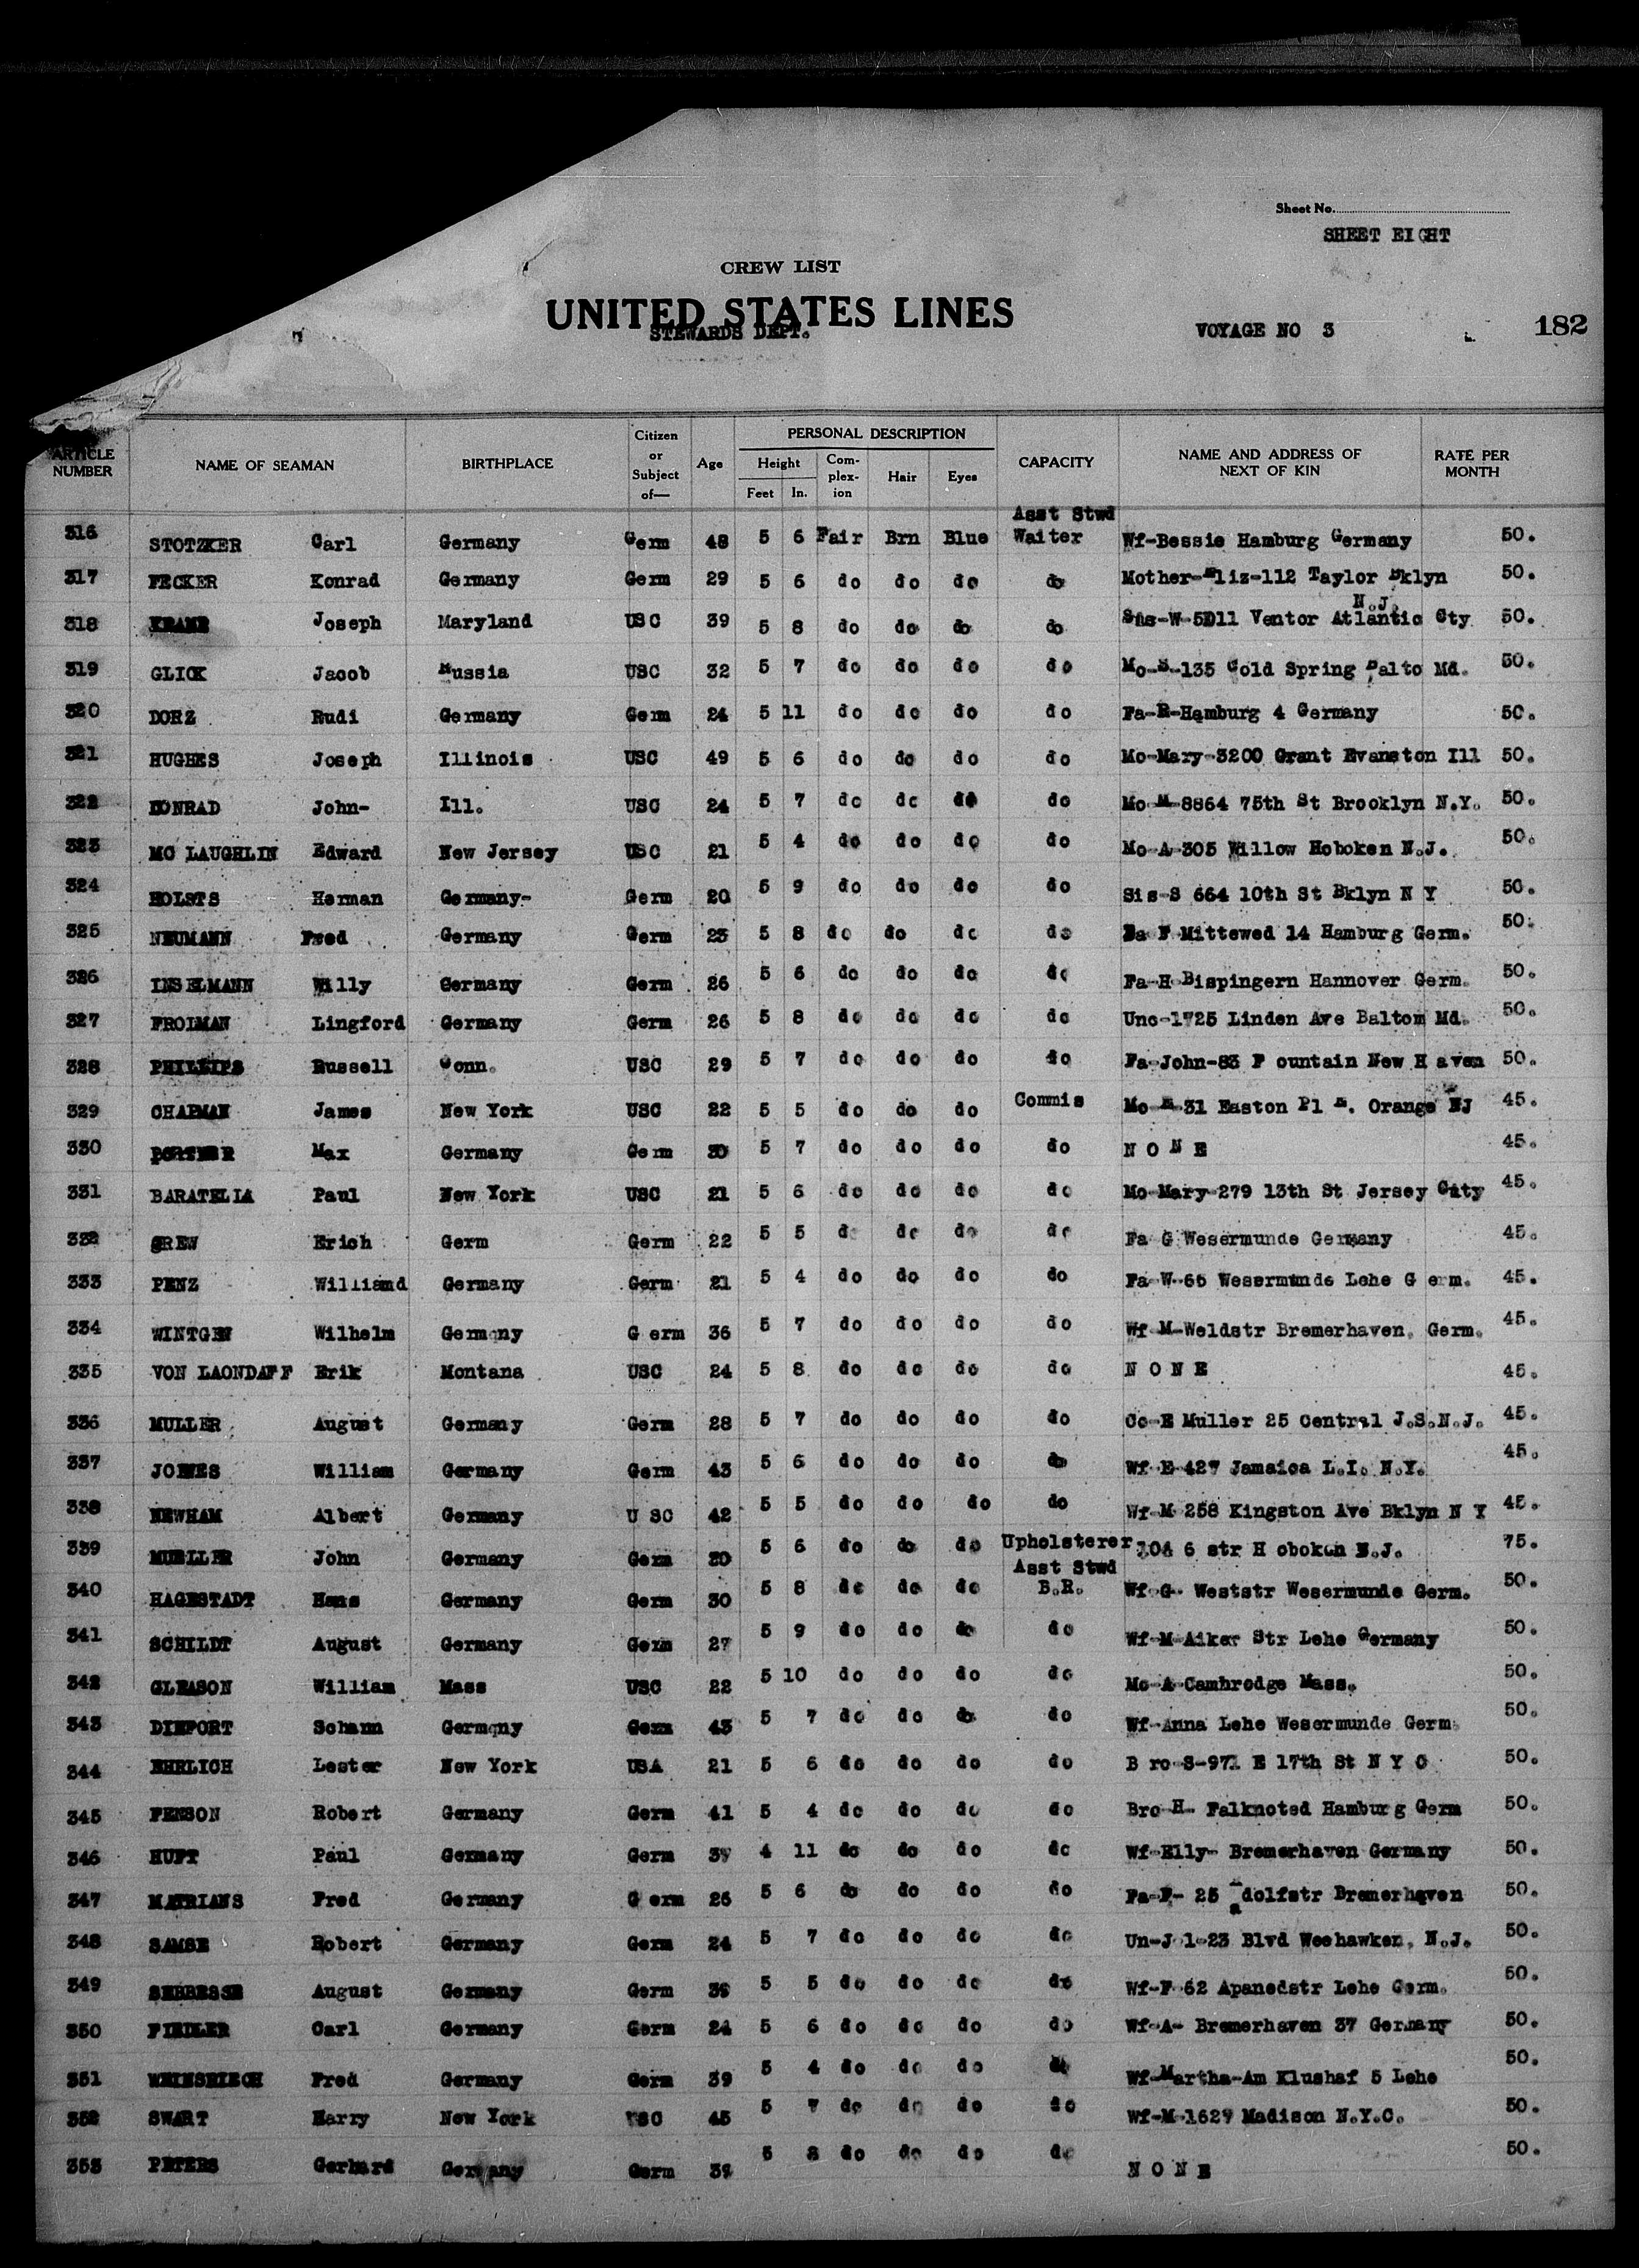 Sheet No.
SHEET EIGHT
CREW LIST
UNITED STATES LINES
STEWARDS DEPT.
VOYAGE NO 3
182
ARTICLE NUMBER NAME OF SEAMAN BIRTHPLACE Citizen or Subject of— Age PERSONAL DESCRIPTION Height Feet In. Com-plex-ion Hair Eyes CAPACITY NAME AND ADDRESS OF NEXT OF KIN RATE PER MONTH
316 STOTZKER Carl Germany Germ 48 5 6 Fair Brn Blue Asst Stwd Waiter Wf-Bessie Hamburg Germany 50.
317 FECKER Konrad Germany Germ 29 5 6 do do do do Mother-Eliz-112 Taylor Bklyn 50.
318 Joseph Maryland USC 39 5 8 do do do do Sis-W-5011 Ventor Atlantic Cty N.J. 50.
319 GLICK Jacob Russia USC 32 5 7 do do do do Mo-S-135 Cold Spring Balto Md. 50.
320 DORZ Rudi Germany Germ 24 5 11 do do do do Fa-R-Hamburg 4 Germany 50.
321 HUGHES Joseph Illinois USC 49 5 6 do do do do Mo-Mary-3200 Grant Evanston Ill 50.
322 KONRAD John- Ill. USC 24 5 7 do do do do Mo-M-8864 75th St Brooklyn N.Y. 50.
323 MC LAUGHLIN Edward New Jersey USC 21 5 4 do do do do Mo-A-305 Willow Hoboken N.J. 50.
324 HOLSTS Herman Germany- Germ 20 5 9 do do do do Sis-S 664 10th St Bklyn N Y 50.
325 NEUMANN Fred Germany Germ 23 5 8 do do do do Fa F Mittewed 14 Hamburg Germ. 50.
326 INSELMANN Willy Germany Germ 26 5 6 do do do do Fa-H-Bispingern Hannover Germ. 50.
327 FROIMAN Lingford Germany Germ 26 5 8 do do do do Unc-1725 Linden Ave Baltom Md. 50.
328 PHILLIPS Russell Conn. USC 29 5 7 do do do do Fa-John-83 F ountain New H aven 50.
329 CHAPMAN James New York USC 22 5 5 do do do Commis Mo-E-31 Easton Pl E. Orange NJ 45.
330 Max Germany Germ 30 5 7 do do do do N O N E 45.
331 BARATELIA Paul New York USC 21 5 6 do do do do Mo-Mary-279 13th St Jersey City 45.
332 GREW Erich Germ Germ 22 5 5 do do do do Fa G Wesermunde Germany 45.
333 PENZ Williamd Germany Germ 21 5 4 do do do do Fa-W-65 Wesermunde Lehe G erm. 45.
334 WINTGEN Wilhelm Germany G erm 36 5 7 do do do do Wf M-Weldstr Bremerhaven, Germ. 45.
335 VON LAONDAFF Erik Montana USC 24 5 8 do do do do N O N E 45.
336 MULLER August Germany Germ 28 5 7 do do do do Co-E Muller 25 Central J.S.N.J. 45.
337 William Germany Germ 43 5 6 do do do do Wf-E-427 Jamaica L.I. N.Y. 45.
338 NEWHAM Albert Germany U SC 42 5 5 do do do do Wf-M-258 Kingston Ave Bklyn N Y 45.
339 MUELLER John Germany Germ 30 5 6 do do do Upholsterer 6 str H oboken N.J. 75.
340 HAGESTADT Hans Germany Germ 30 5 8 do do do Asst Stwd B.R. Wf-G- Weststr Wesermunde Germ. 50.
341 SCHILDT August Germany Germ 27 5 9 do do do do Wf-M-Aiker Str Lehe Germany 50.
342 GLEASON William Mass USC 22 5 10 do do do do Mo-A-Cambrodge Mass. 50.
343 DIEFORT Schann Germany Germ 43 5 7 do do do do Wf-Anna Lehe Wesermunde Germ. 50.
344 EHRLICH Lester New York USA 21 5 6 do do do do B ro-S-971 E 17th St N Y C 50.
345 FENSON Robert Germany Germ 41 5 4 do do do do Bro-H- Falknoted Hamburg Germ 50.
346 HUFT Paul Germany Germ 5 4 11 do do do do Wf-Elly- Bremerhaven Germany 50.
347 MATRIANS Fred Germany G erm 25 5 6 do do do do Fa-F- 25 adolfstr Bremerhaven 50.
348 SAMSE Robert Germany Germ 24 5 7 do do do do Un-J-1-23 Blvd Weehawken, N.J. 50.
349 August Germany Germ 39 5 5 do do do do Wf-F-62 Apanedstr Lehe Germ. 50.
350 FIEDLER Carl Germany Germ 24 5 6 do do do do Wf-A- Bremerhaven 37 Germany 50.
351 Fred Germany Germ 39 5 4 do do do Wf-Martha-Am Klushaf 5 Lehe 50.
352 SWART Harry New York USC 45 5 7 do do do do Wf-M-1627 Madison N.Y.C. 50.
353 PETERS Gerhard Germany Germ 5 8 do do do do N O N E 50.